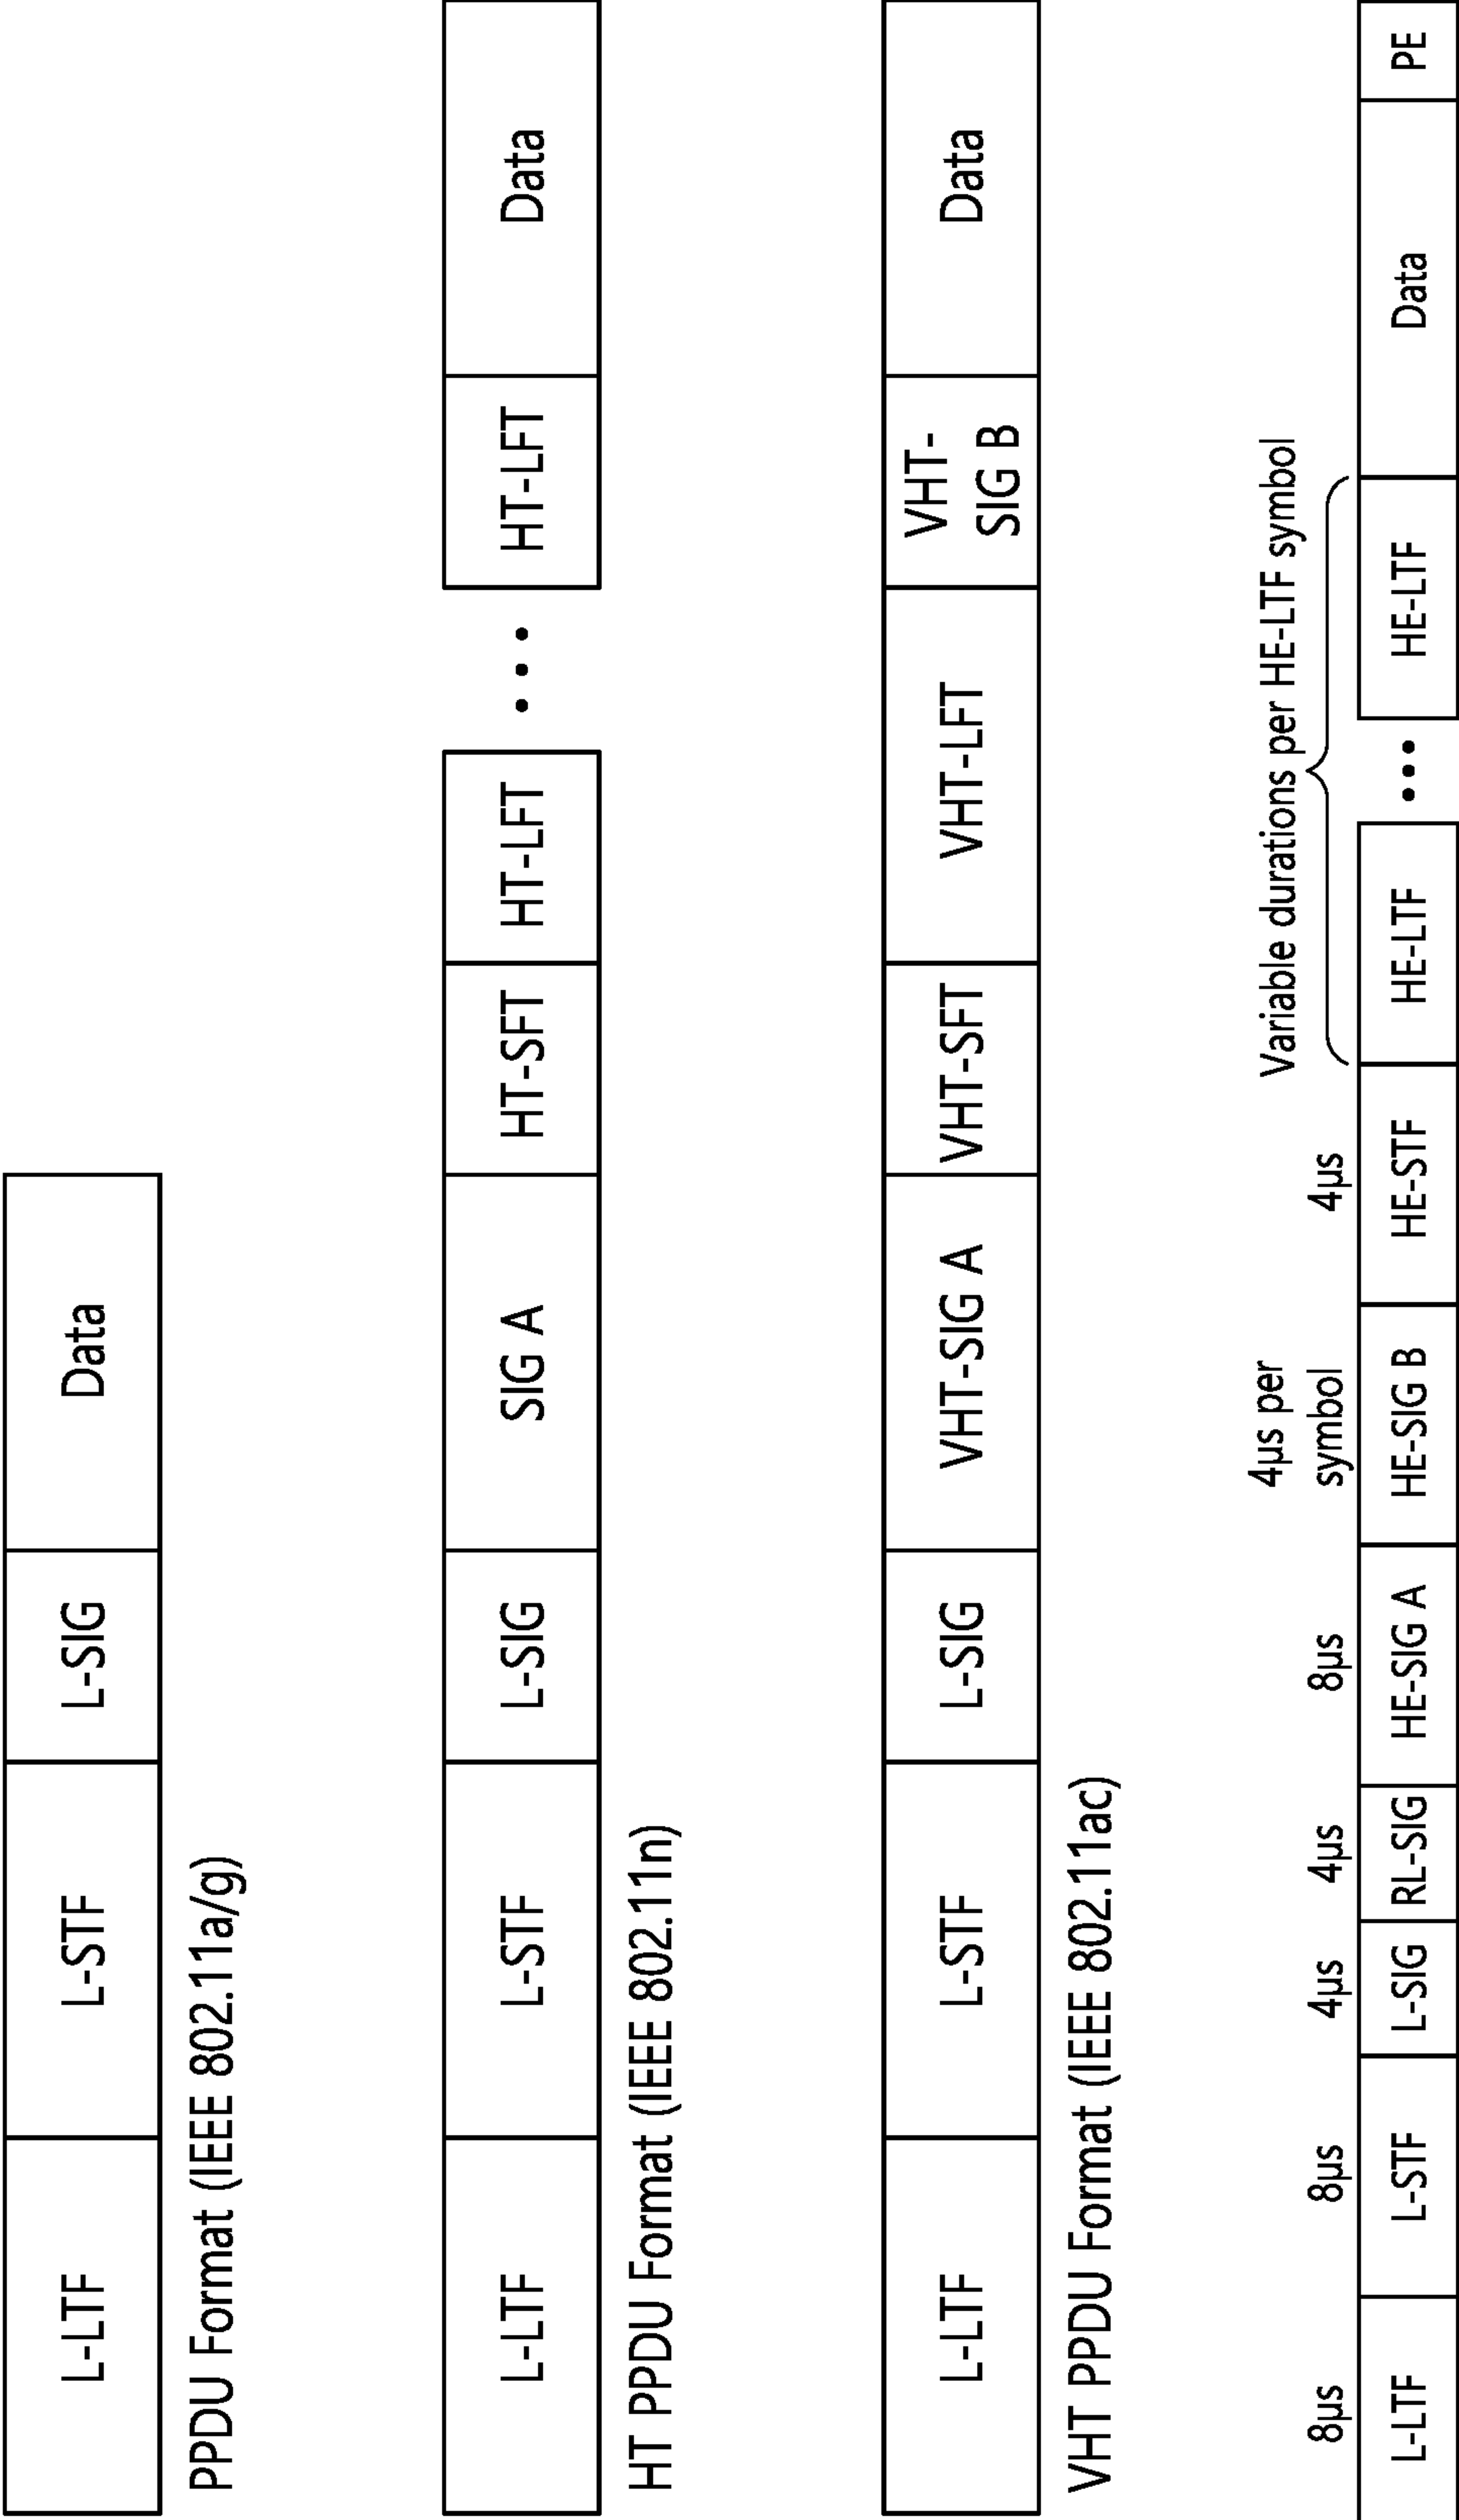 L-LTF L-STF L-SIG Data
PPDU Format (IEEE 802.11a/g)
L-LTF L-STF L-SIG SIG A HT-SFT HT-LFT ••• HT-LFT Data
HT PPDU Format (IEEE 802.11n)
L-LTF L-STF L-SIG VHT-SIG A VHT-SFT VHT-LFT VHT-
SIG B Data
VHT PPDU Format (IEEE 802.11ac)
Variable durations per HE-LTF symbol
8µs 8µs 4µs 4µs 8µs 4µs per
symbol 4µs
L-LTF L-STF L-SIG RL-SIG HE-SIG A HE-SIG B HE-STF HE-LTF ••• HE-LTF Data PE